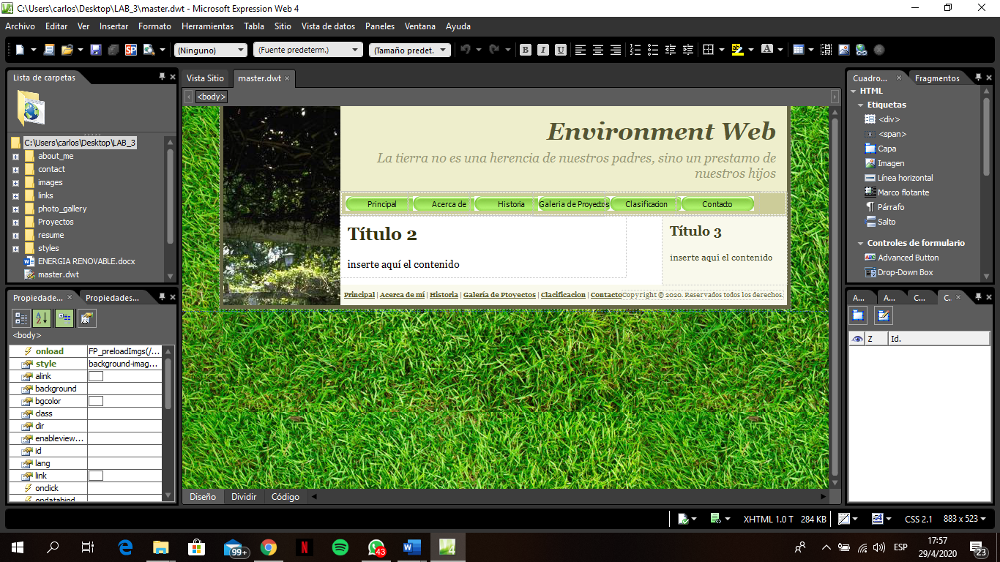 C:\Users\carlos\Desktop\LAB_3\master.dwt - Microsoft Expression Web 4
Archivo Editar Ver Insertar Formato Herramientas Tabla Sitio Vista de datos Paneles Ventana Ayuda
SP (Ninguno) (Fuente predeterm.) (Tamaño predet. B I U A
Lista de carpetas
C:\Users\carlos\Desktop\LAB_3
about_me
contact
images
links
photo_gallery
Proyectos
resume
styles
ENERGIA RENOVABLE.docx
master.dwt
Propiedade... Propiedades...
<body>
onload FP_preloadImgs(/...
style background-imag...
alink
background
bgcolor
class
dir
enableview...
id
lang
link
onclick
ondatabind
Vista Sitio master.dwt
<body>
Environment Web
La tierra no es una herencia de nuestros padres, sino un prestamo de
nuestros hijos
Principal Acerca de Historia Galeria de Proyectos Clasificacion Contacto
Título 2
inserte aquí el contenido
Título 3
inserte aquí el contenido
Principal | Acerca de mí | Historia | Galería de Ptoyectos | Clacificacion | Contacto Copyright © 2020. Reservados todos los derechos.
Diseño Dividir Código
Cuadro... Fragmentos
HTML
Etiquetas
<div>
<span>
Capa
Imagen
Línea horizontal
Marco flotante
Párrafo
Salto
Controles de formulario
Advanced Button
Drop-Down Box
A... A... C... C.
Z Id.
XHTML 1.0 T 284 KB CSS 2.1 883 x 523
99+ 43 ESP 17:57
29/4/2020 23